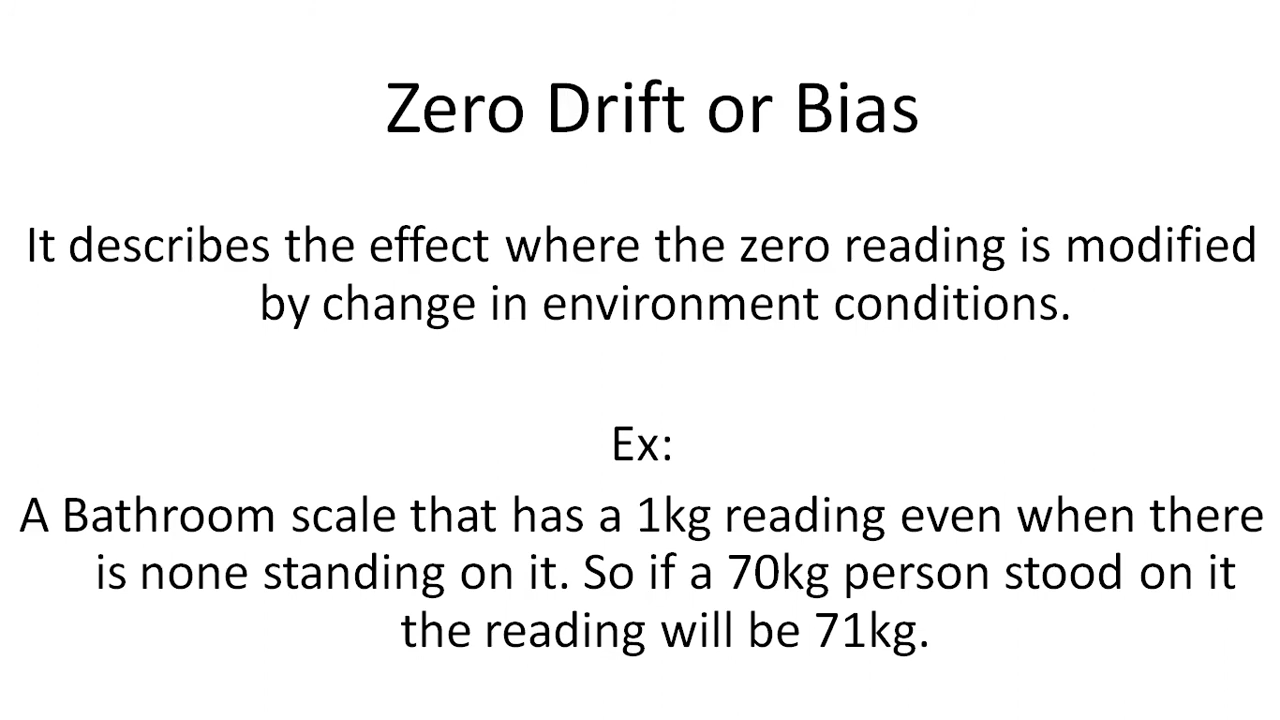 Zero Drift or Bias
It describes the effect where the zero reading is modified
by change in environment conditions.
Ex:
A Bathroom scale that has a 1kg reading even when there
is none standing on it. So if a 70kg person stood on it
the reading will be 71kg.